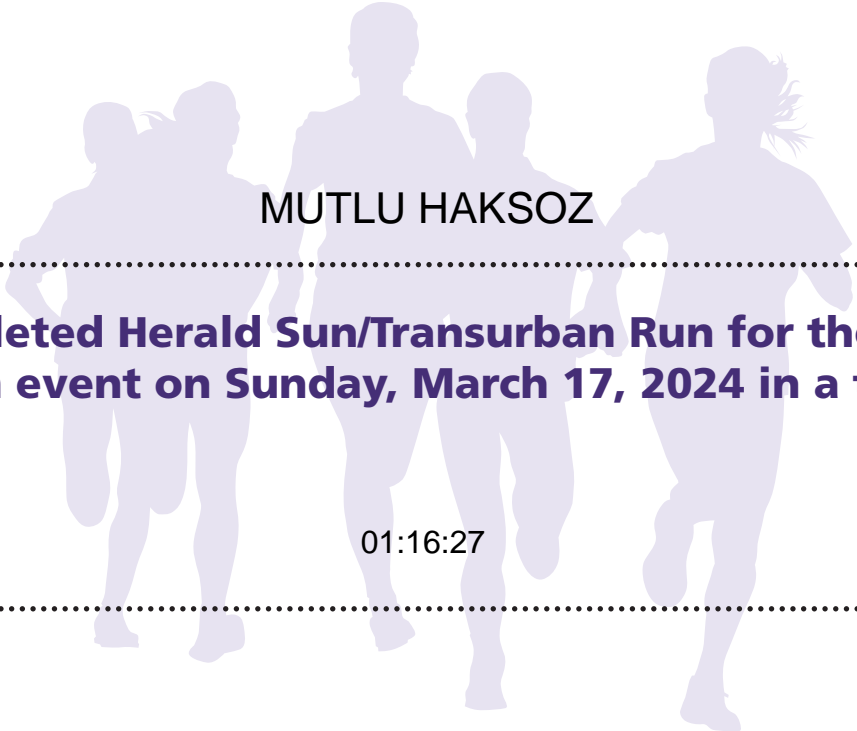 MUTLU HAKSOZ
leted Herald Sun/Transurban Run for the
event on Sunday, March 17, 2024 in a
01:16:27